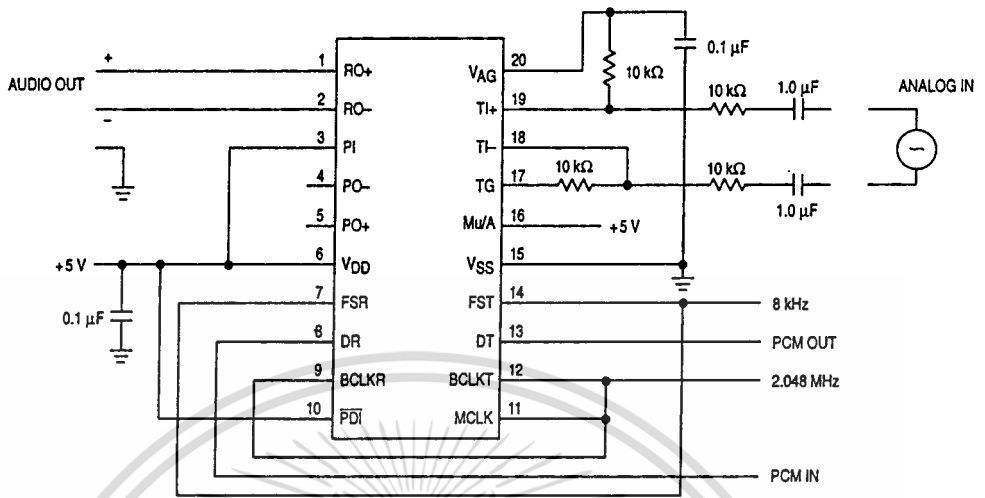 AUDIO OUT
+
−
+5 V
0.1 µF
1 RO+
2 RO−
3 PI
4 PO−
5 PO+
6 VDD
7 FSR
8 DR
9 BCLKR
10 PDI
VAG 20
TI+ 19
TI− 18
TG 17
Mu/A 16
VSS 15
FST 14
DT 13
BCLKT 12
MCLK 11
10 kΩ
0.1 µF
10 kΩ
1.0 µF
ANALOG IN
10 kΩ
10 kΩ
1.0 µF
+5 V
8 kHz
PCM OUT
2.048 MHz
PCM IN